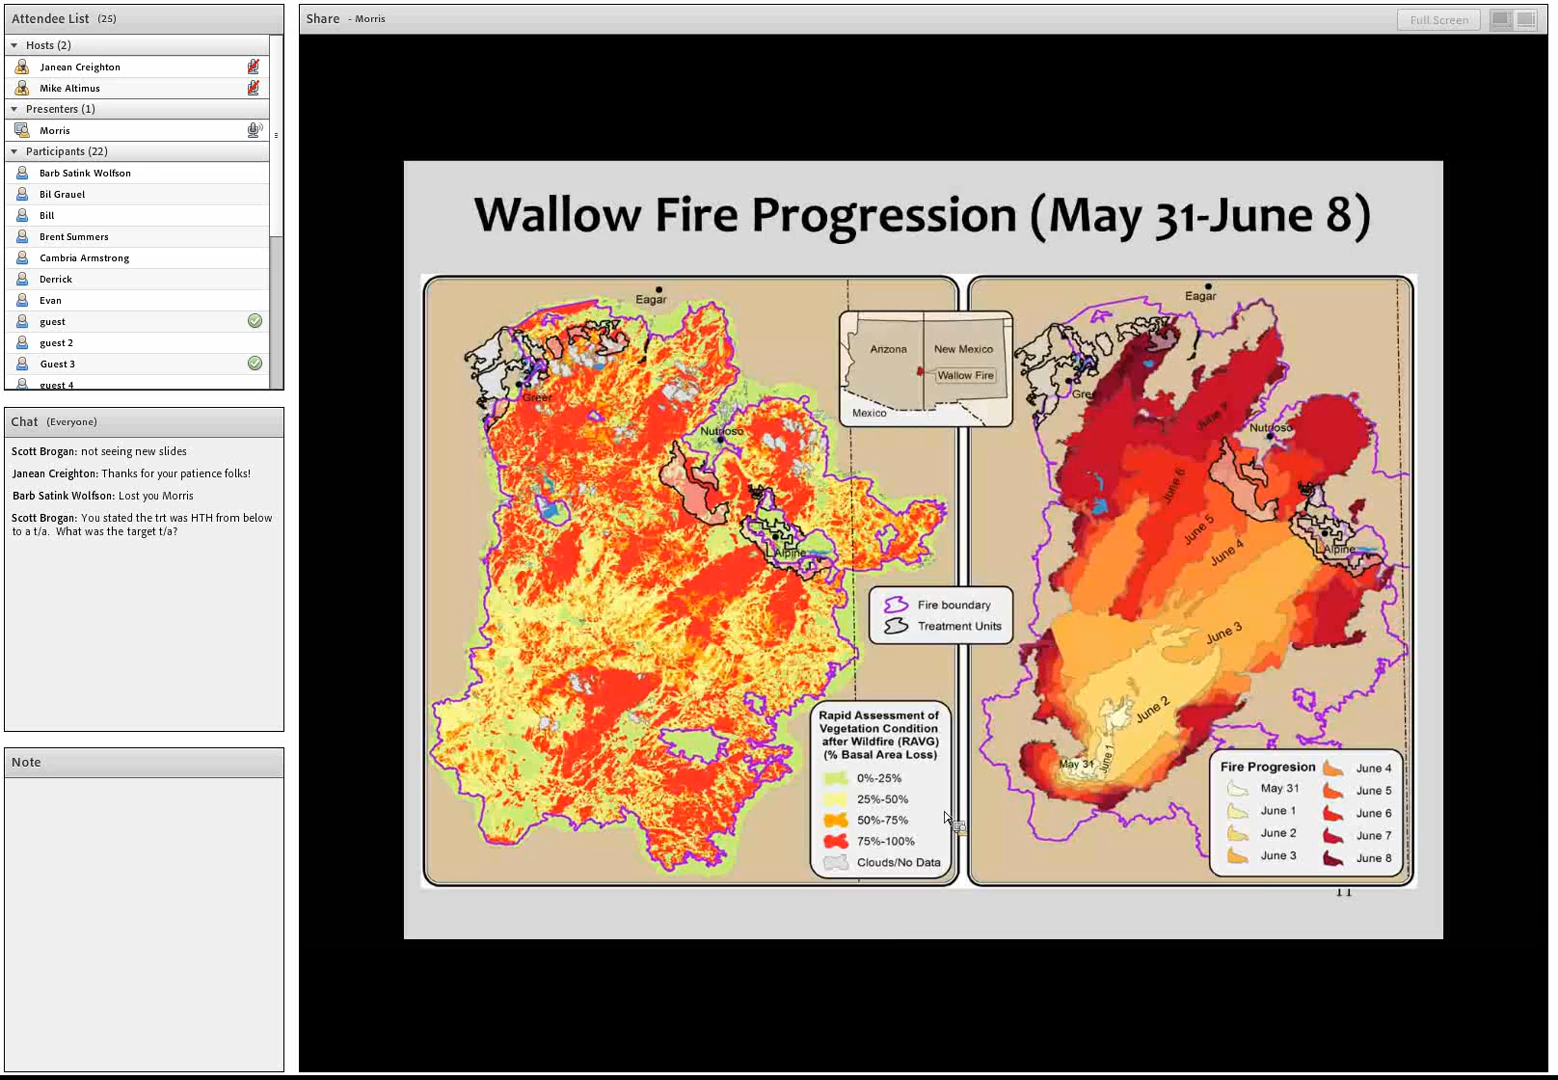 Attendee List (25)
Hosts (2)
Janean Creighton
Mike Altimus
Presenters (1)
Morris
Participants (22)
Barb Satink Wolfson
Bil Grauel
Bill
Brent Summers
Cambria Armstrong
Derrick
Evan
guest
guest 2
Guest 3
guest 4
Chat (Everyone)
Scott Brogan: not seeing new slides
Janean Creighton: Thanks for your patience folks!
Barb Satink Wolfson: Lost you Morris
Scott Brogan: You stated the trt was HTH from below
to a t/a. What was the target t/a?
Note
Share - Morris
Full Screen
Wallow Fire Progression (May 31-June 8)
Eagar
Greer
Nutrioso
Alpine
Arizona
New Mexico
Wallow Fire
Mexico
Fire boundary
Treatment Units
Rapid Assessment of
Vegetation Condition
after Wildfire (RAVG)
(% Basal Area Loss)
0%-25%
25%-50%
50%-75%
75%-100%
Clouds/No Data
Eagar
Gree
Nutrioso
Alpine
June 7
June 6
June 5
June 4
June 3
June 2
June 1
May 31
Fire Progresion
May 31
June 1
June 2
June 3
June 4
June 5
June 6
June 7
June 8
11